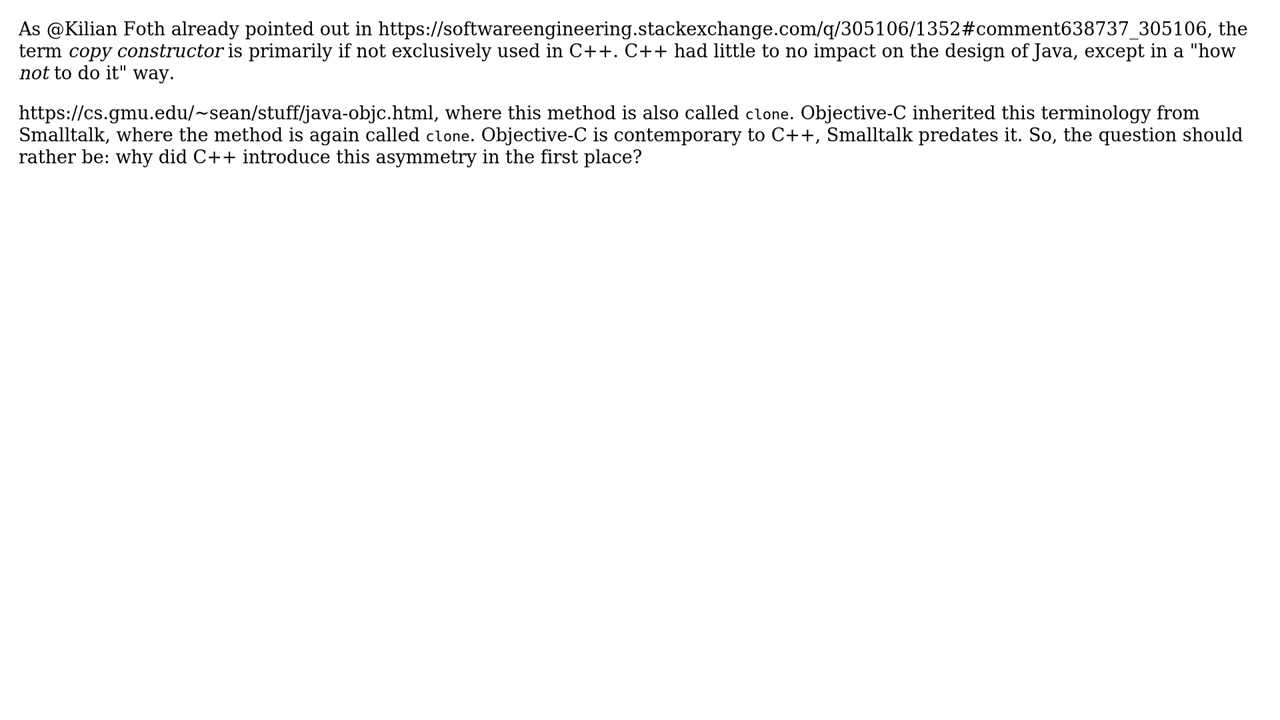 As @Kilian Foth already pointed out in https://softwareengineering.stackexchange.com/q/305106/1352#comment638737_305106, the
term copy constructor is primarily if not exclusively used in C++. C++ had little to no impact on the design of Java, except in a "how
not to do it" way.
https://cs.gmu.edu/~sean/stuff/java-objc.html, where this method is also called clone. Objective-C inherited this terminology from
Smalltalk, where the method is again called clone. Objective-C is contemporary to C++, Smalltalk predates it. So, the question should
rather be: why did C++ introduce this asymmetry in the first place?